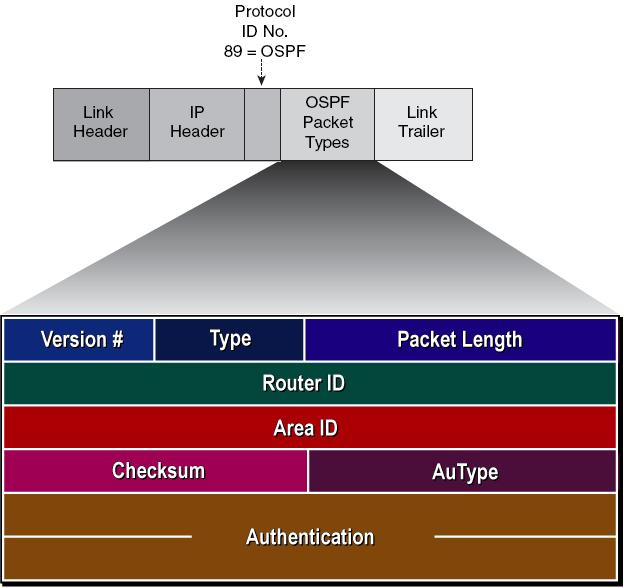 Protocol
ID No.
89 = OSPF
Link
Header
IP
Header
OSPF
Packet
Types
Link
Trailer
Version #
Type
Packet Length
Router ID
Area ID
Checksum
AuType
Authentication